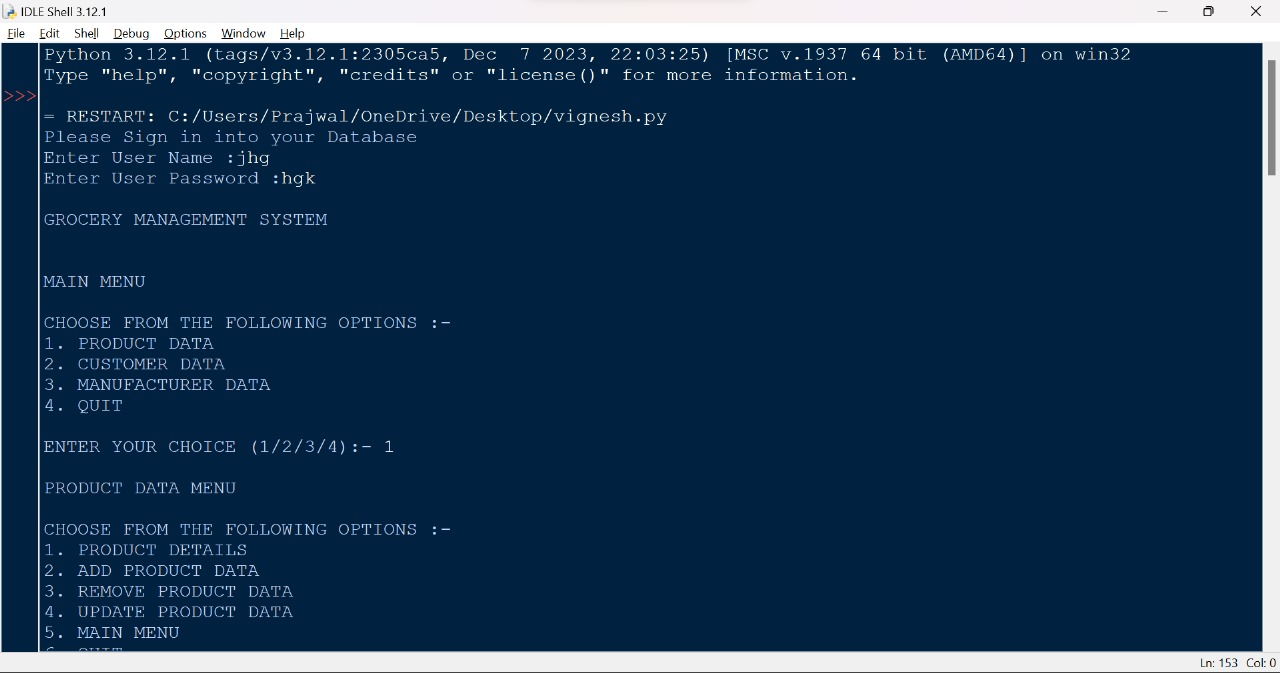 IDLE Shell 3.12.1
File Edit Shell Debug Options Window Help
Python 3.12.1 (tags/v3.12.1:2305ca5, Dec  7 2023, 22:03:25) [MSC v.1937 64 bit (AMD64)] on win32
Type "help", "copyright", "credits" or "license()" for more information.
>>>
= RESTART: C:/Users/Prajwal/OneDrive/Desktop/vignesh.py
Please Sign in into your Database
Enter User Name :jhg
Enter User Password :hgk
GROCERY MANAGEMENT SYSTEM
MAIN MENU
CHOOSE FROM THE FOLLOWING OPTIONS :-
1. PRODUCT DATA
2. CUSTOMER DATA
3. MANUFACTURER DATA
4. QUIT
ENTER YOUR CHOICE (1/2/3/4):- 1
PRODUCT DATA MENU
CHOOSE FROM THE FOLLOWING OPTIONS :-
1. PRODUCT DETAILS
2. ADD PRODUCT DATA
3. REMOVE PRODUCT DATA
4. UPDATE PRODUCT DATA
5. MAIN MENU
Ln: 153 Col: 0